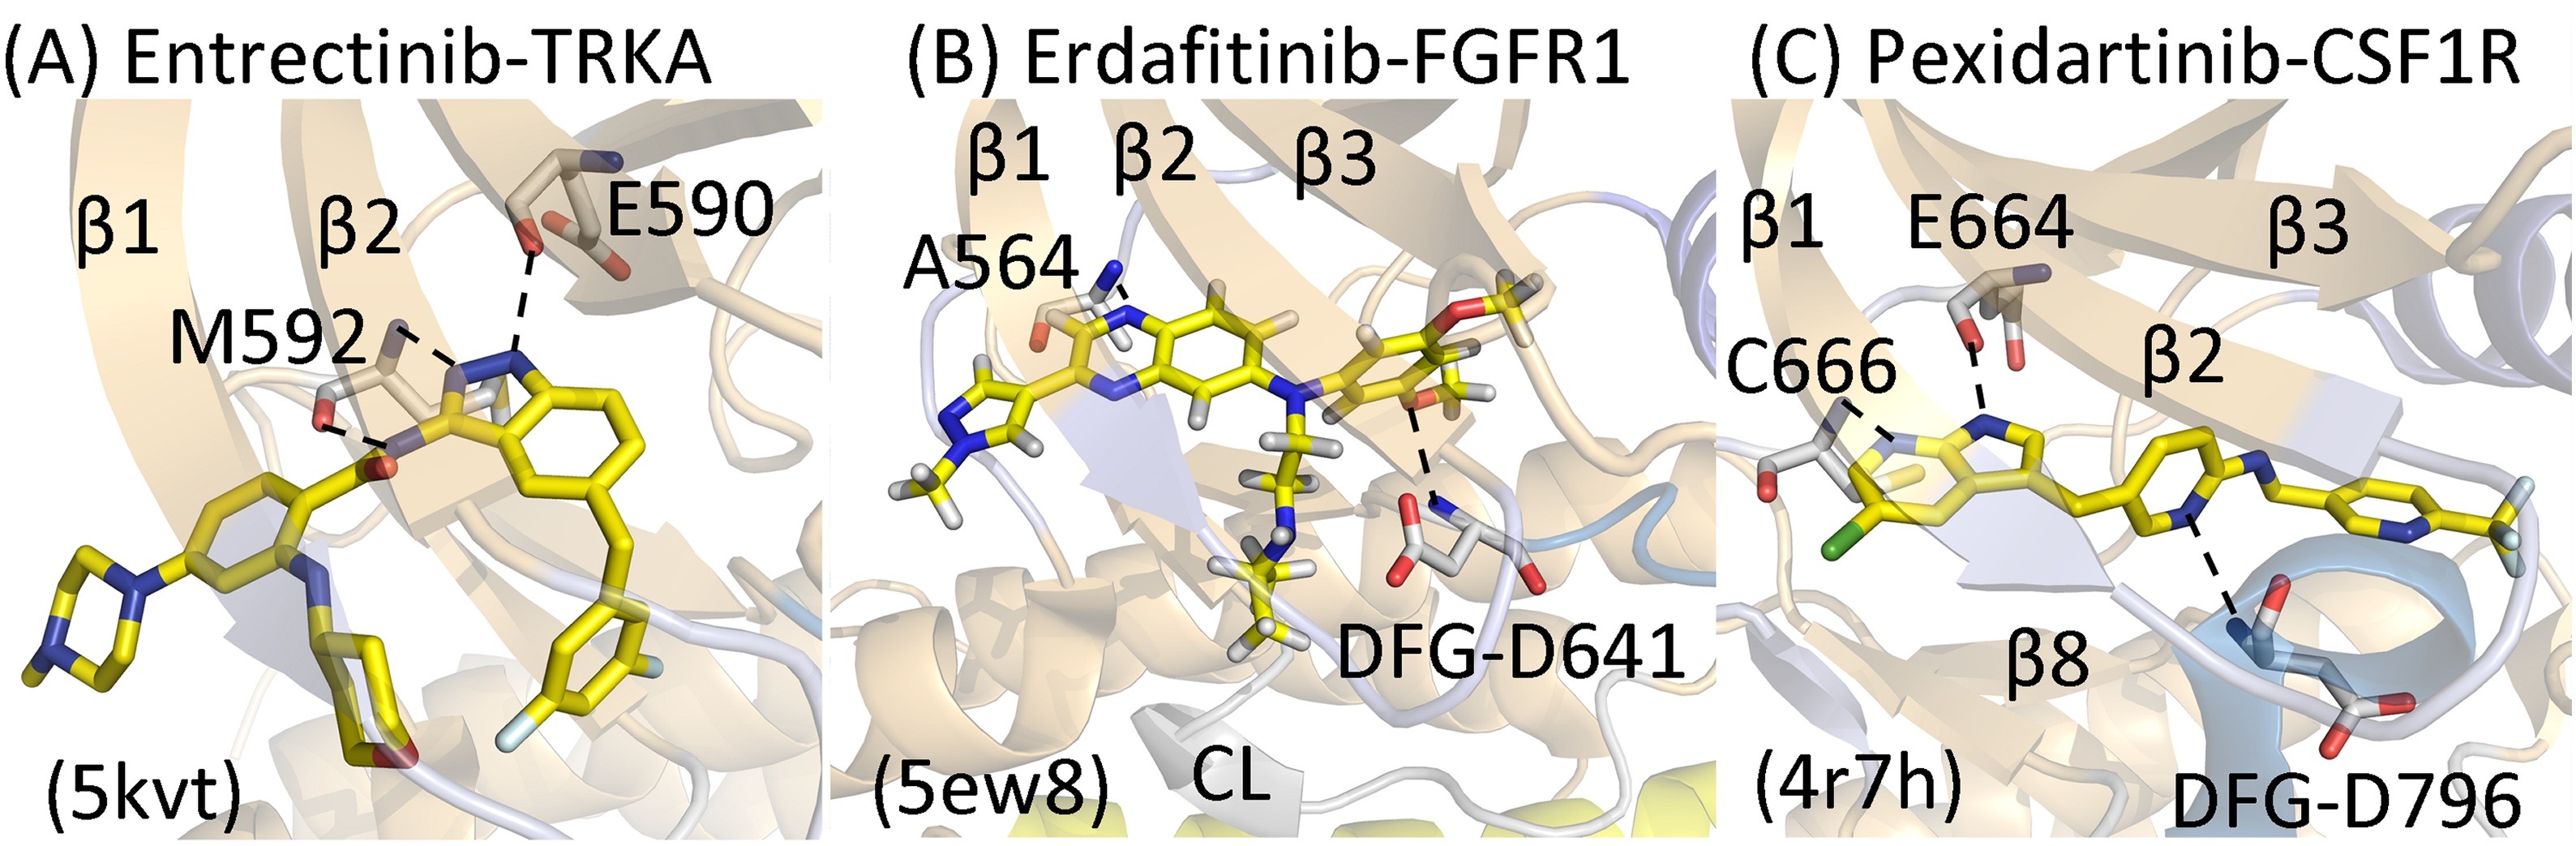 (A) Entrectinib-TRKA
β1
β2
E590
M592
(5kvt)
(B) Erdafitinib-FGFR1
β1
β2
β3
A564
DFG-D641
CL
(5ew8)
(C) Pexidartinib-CSF1R
β1
E664
β3
C666
β2
β8
(4r7h)
DFG-D796